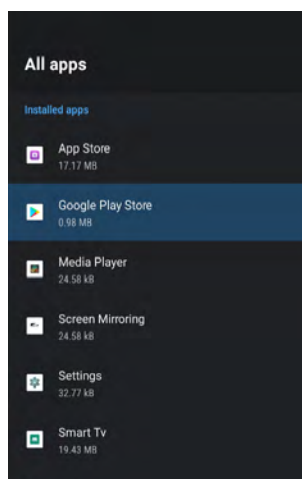 All apps
Installed apps
App Store
17.17 MB
Google Play Store
0.98 MB
Media Player
24.58 kB
Screen Mirroring
24.58 kB
Settings
32.77 kB
Smart Tv
19.43 MB